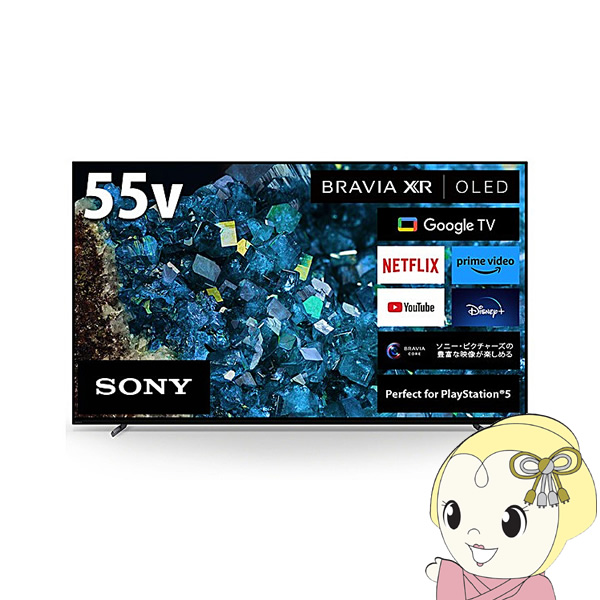 55V
BRAVIA XR | OLED
Google TV
NETFLIX
prime video
YouTube
Disney+
BRAVIA
CORE
ソニー・ピクチャーズの
豊富な映像が楽しめる
SONY
Perfect for PlayStation®5